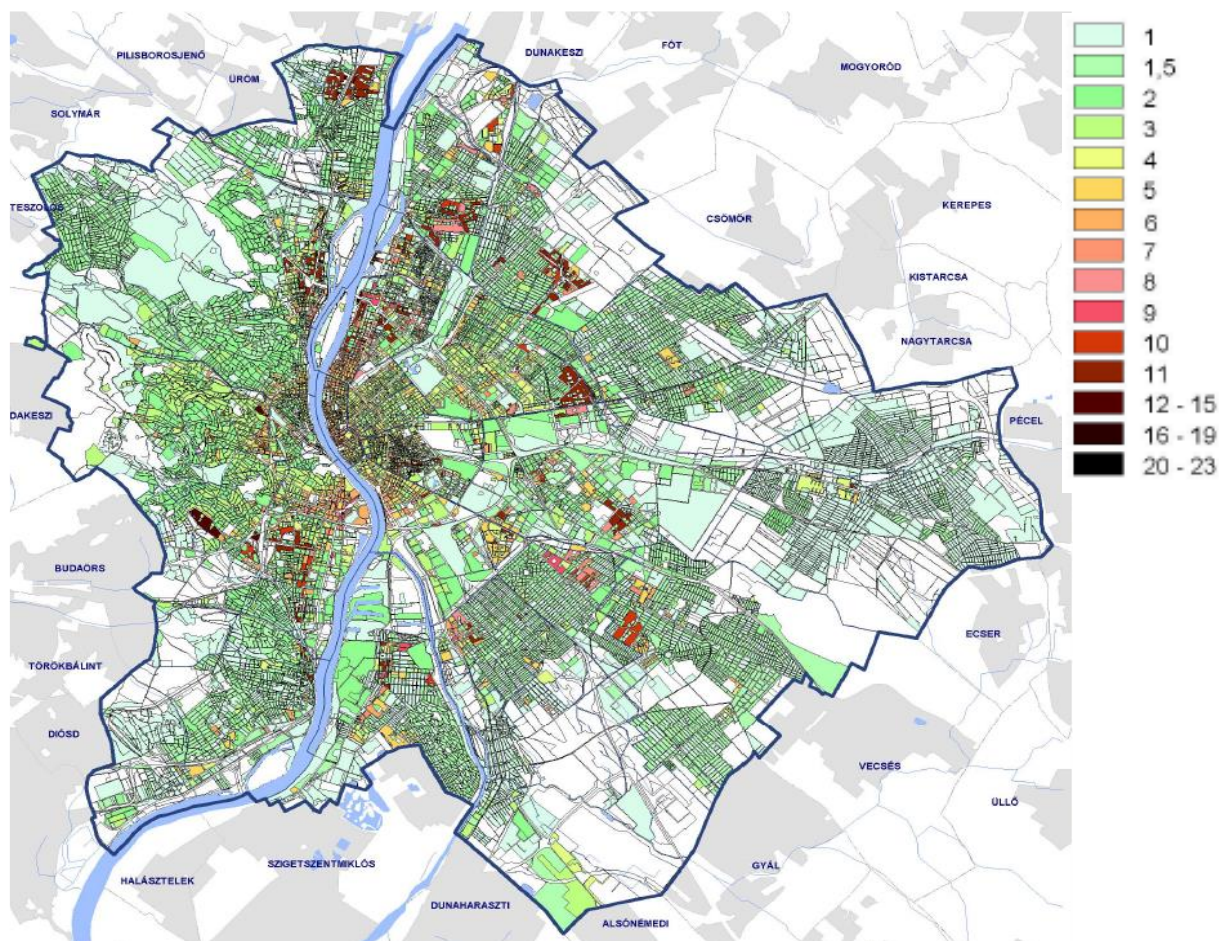 PILISBOROSJENŐ
ÜRÖM
SOLYMÁR
TESZOLOS
DAKESZI
BUDAÖRS
TÖRÖKBÁLINT
DIÓSD
HALÁSZTELEK
SZIGETSZENTMIKLÓS
DUNAHARASZTI
ALSÓNÉMEDI
GYÁL
ÜLLŐ
VECSÉS
ECSER
PÉCEL
NAGYTARCSA
KISTARCSA
KEREPES
CSÖMÖR
MOGYORÓD
FÓT
DUNAKESZI
1
1,5
2
3
4
5
6
7
8
9
10
11
12 - 15
16 - 19
20 - 23